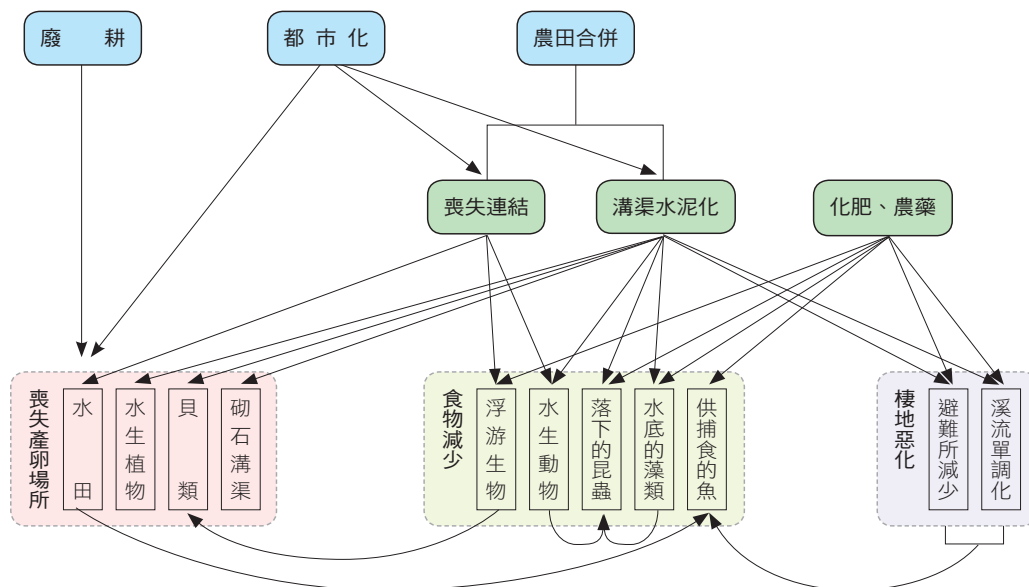 廢耕
都市化
農田合併
喪失連結
溝渠水泥化
化肥、農藥
喪失產卵場所
水田
水生植物
貝類
砌石溝渠
食物減少
浮游生物
水生動物
落下的昆蟲
水底的藻類
供捕食的魚
棲地惡化
避難所減少
溪流單調化